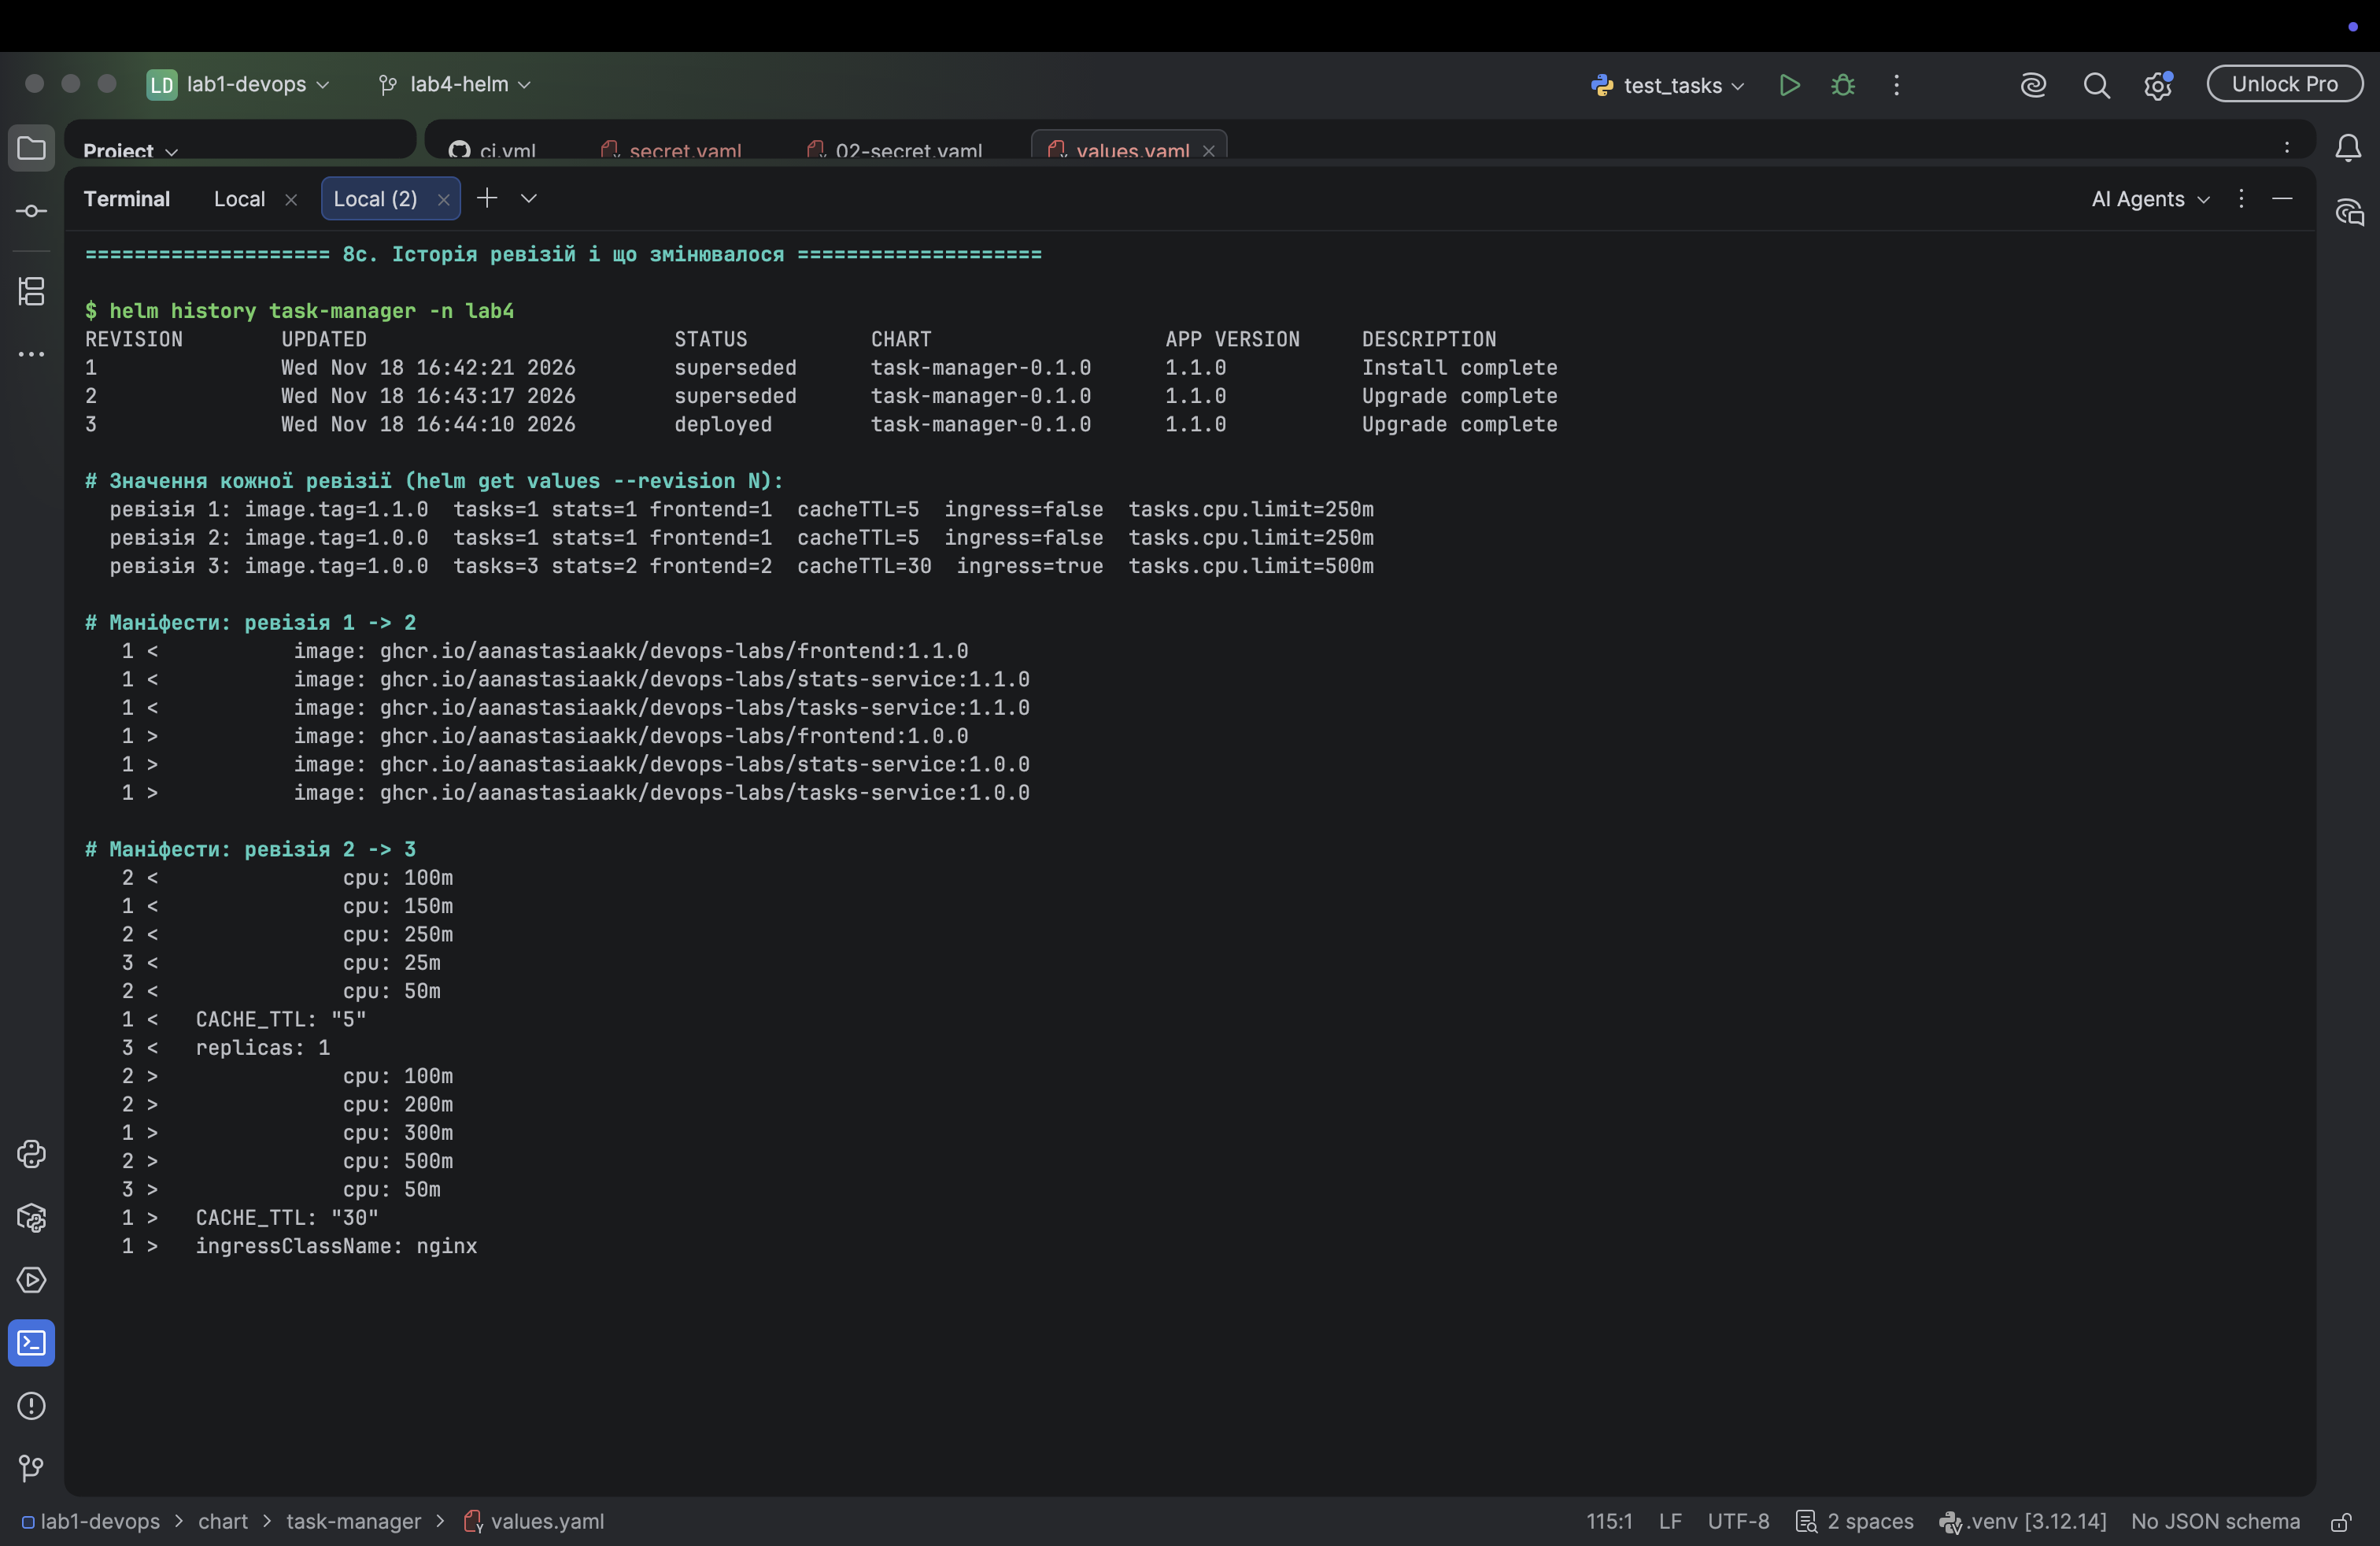 LD lab1-devops lab4-helm test_tasks Unlock Pro
Project ci.yml secret.yaml 02-secret.yaml values.yaml
Terminal Local Local (2) AI Agents
==================== 8c. Історія ревізій і що змінювалося ====================
$ helm history task-manager -n lab4
REVISION UPDATED STATUS CHART APP VERSION DESCRIPTION
1 Wed Nov 18 16:42:21 2026 superseded task-manager-0.1.0 1.1.0 Install complete
2 Wed Nov 18 16:43:17 2026 superseded task-manager-0.1.0 1.1.0 Upgrade complete
3 Wed Nov 18 16:44:10 2026 deployed task-manager-0.1.0 1.1.0 Upgrade complete
# Значення кожної ревізії (helm get values --revision N):
ревізія 1: image.tag=1.1.0 tasks=1 stats=1 frontend=1 cacheTTL=5 ingress=false tasks.cpu.limit=250m
ревізія 2: image.tag=1.0.0 tasks=1 stats=1 frontend=1 cacheTTL=5 ingress=false tasks.cpu.limit=250m
ревізія 3: image.tag=1.0.0 tasks=3 stats=2 frontend=2 cacheTTL=30 ingress=true tasks.cpu.limit=500m
# Маніфести: ревізія 1 -> 2
1 < image: ghcr.io/aanastasiaakk/devops-labs/frontend:1.1.0
1 < image: ghcr.io/aanastasiaakk/devops-labs/stats-service:1.1.0
1 < image: ghcr.io/aanastasiaakk/devops-labs/tasks-service:1.1.0
1 > image: ghcr.io/aanastasiaakk/devops-labs/frontend:1.0.0
1 > image: ghcr.io/aanastasiaakk/devops-labs/stats-service:1.0.0
1 > image: ghcr.io/aanastasiaakk/devops-labs/tasks-service:1.0.0
# Маніфести: ревізія 2 -> 3
2 < cpu: 100m
1 < cpu: 150m
2 < cpu: 250m
3 < cpu: 25m
2 < cpu: 50m
1 < CACHE_TTL: "5"
3 < replicas: 1
2 > cpu: 100m
2 > cpu: 200m
1 > cpu: 300m
2 > cpu: 500m
3 > cpu: 50m
1 > CACHE_TTL: "30"
1 > ingressClassName: nginx
lab1-devops > chart > task-manager > values.yaml 115:1 LF UTF-8 2 spaces .venv [3.12.14] No JSON schema